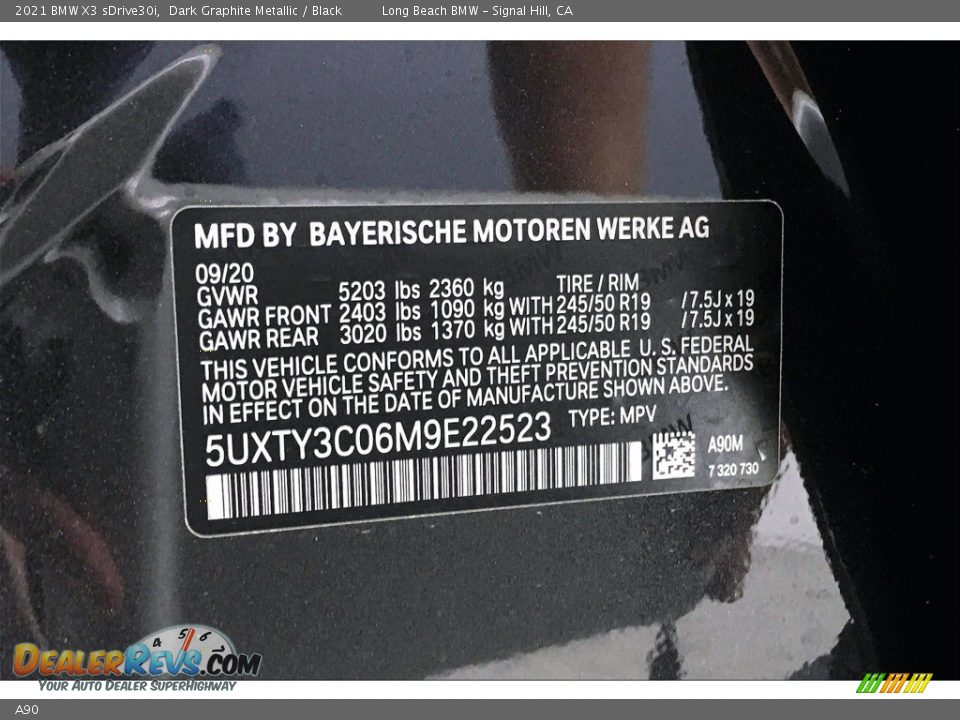 2021 BMW X3 sDrive30i, Dark Graphite Metallic / Black Long Beach BMW - Signal Hill, CA
MFD BY BAYERISCHE MOTOREN WERKE AG
09/20
GVWR 5203 lbs 2360 kg TIRE / RIM
GAWR FRONT 2403 lbs 1090 kg WITH 245/50 R19 /7.5J x 19
GAWR REAR 3020 lbs 1370 kg WITH 245/50 R19 /7.5J x 19
THIS VEHICLE CONFORMS TO ALL APPLICABLE U. S. FEDERAL
MOTOR VEHICLE SAFETY AND THEFT PREVENTION STANDARDS
IN EFFECT ON THE DATE OF MANUFACTURE SHOWN ABOVE.
5UXTY3C06M9E22523 TYPE: MPV
A90M
7 320 730
4 5 6
DEALERREVS.COM
YOUR AUTO DEALER SUPERHIGHWAY
A90